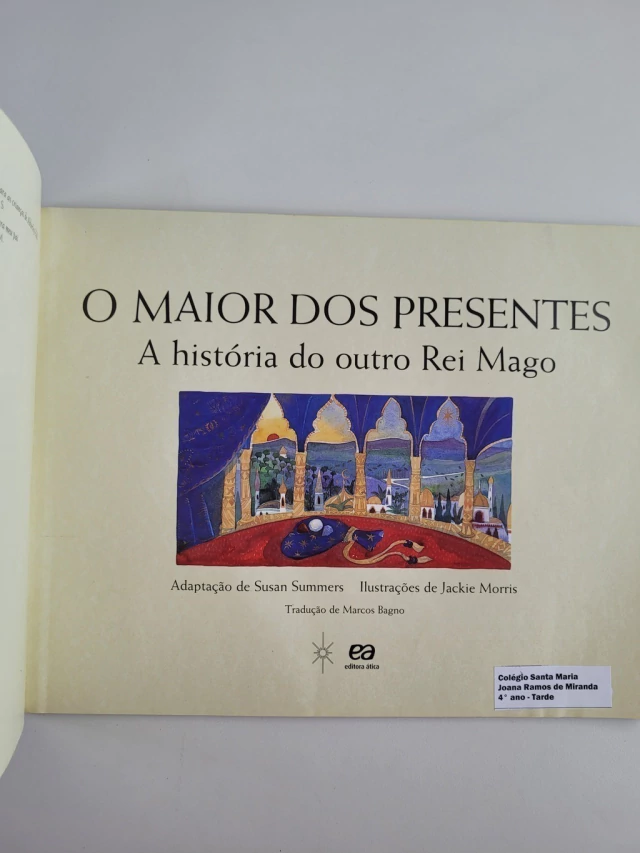 O MAIOR DOS PRESENTES
A história do outro Rei Mago
Adaptação de Susan Summers Ilustrações de Jackie Morris
Tradução de Marcos Bagno
ea
editora ática
Colégio Santa Maria
Joana Ramos de Miranda
4° ano - Tarde